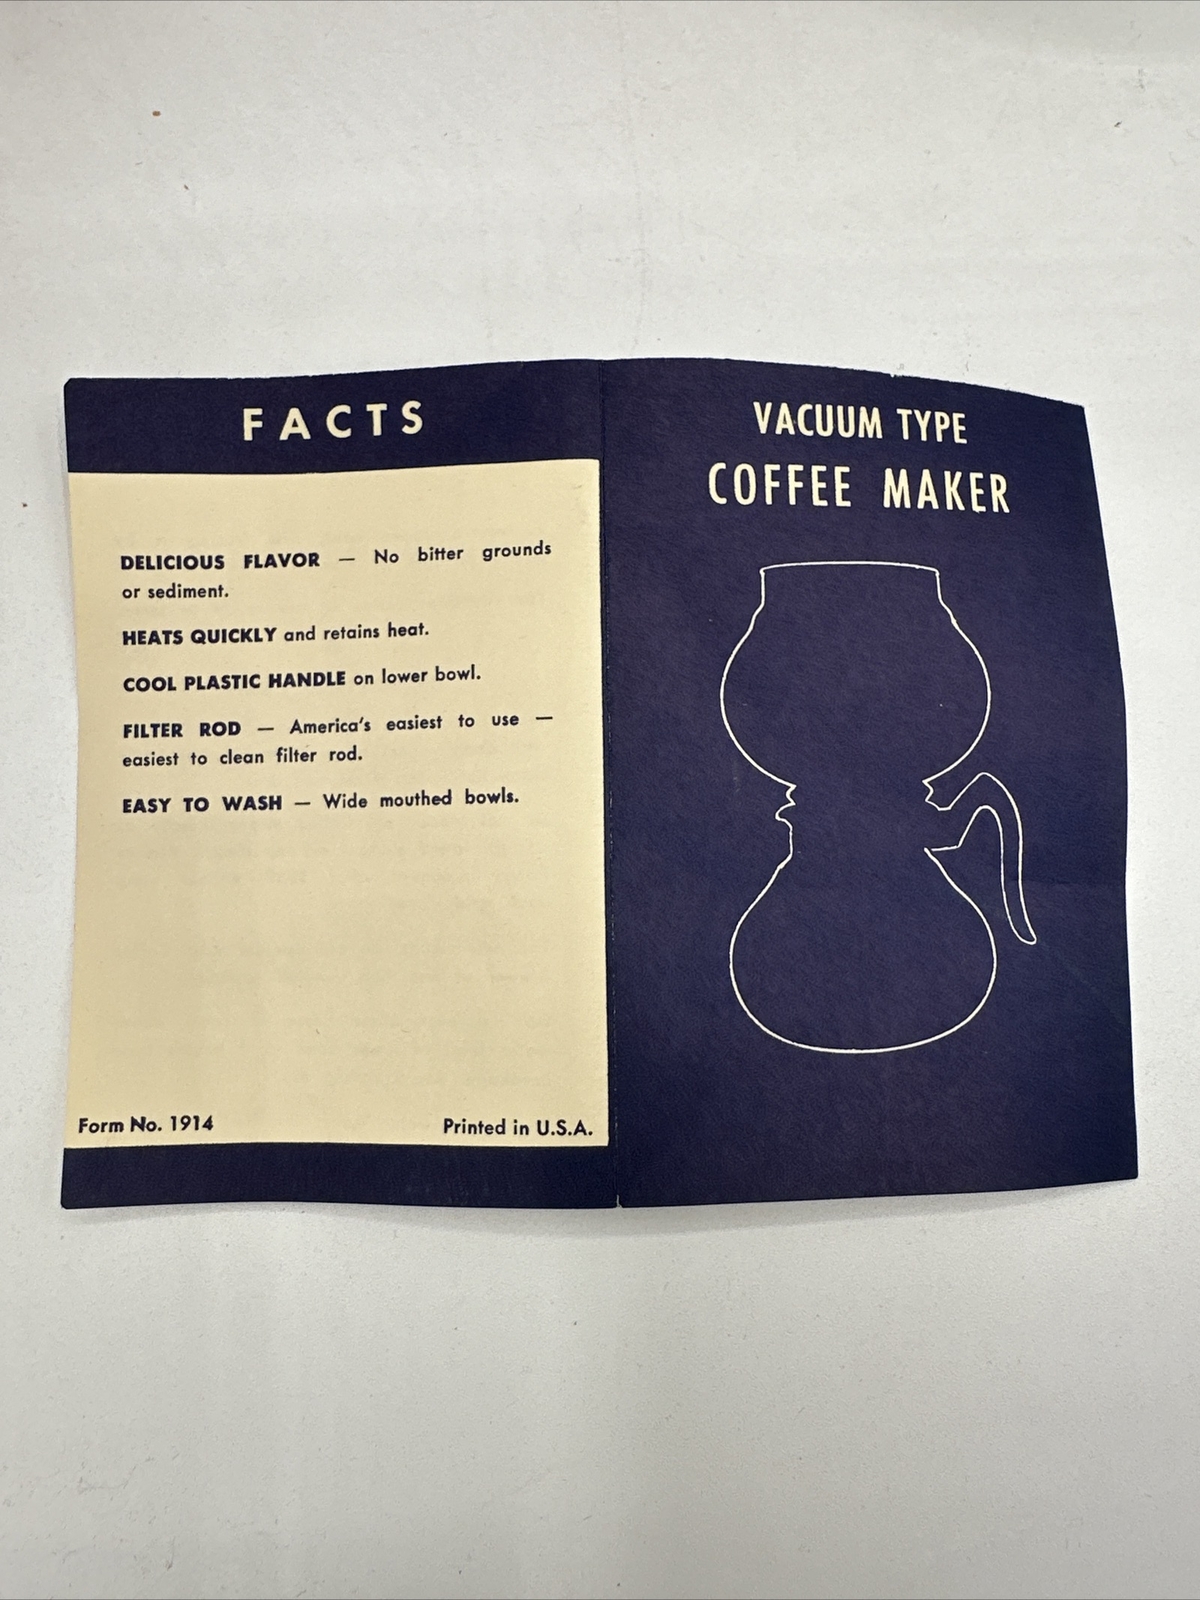 FACTS
DELICIOUS FLAVOR — No bitter grounds
or sediment.
HEATS QUICKLY and retains heat.
COOL PLASTIC HANDLE on lower bowl.
FILTER ROD — America's easiest to use —
easiest to clean filter rod.
EASY TO WASH — Wide mouthed bowls.
Form No. 1914
Printed in U.S.A.
VACUUM TYPE
COFFEE MAKER